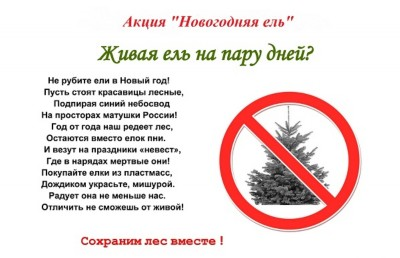 Акция "Новогодняя ель"
Живая ель на пару дней?
Не рубите ели в Новый год!
Пусть стоят красавицы лесные,
Подпирая синий небосвод
На просторах матушки России!
Год от года наш редеет лес,
Остаются вместо елок пни.
И везут на праздники «невест»,
Где в нарядах мертвые они!
Покупайте елки из пластмасс,
Дождиком украсьте, мишурой.
Радует она не меньше нас.
Отличить не сможешь от живой!
Сохраним лес вместе !